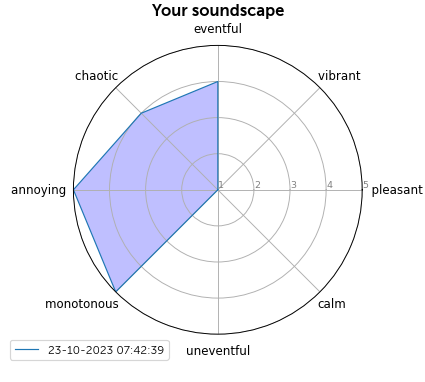 Your soundscape
eventful
chaotic
vibrant
annoying
1
2
3
4
5
pleasant
monotonous
calm
23-10-2023 07:42:39
uneventful